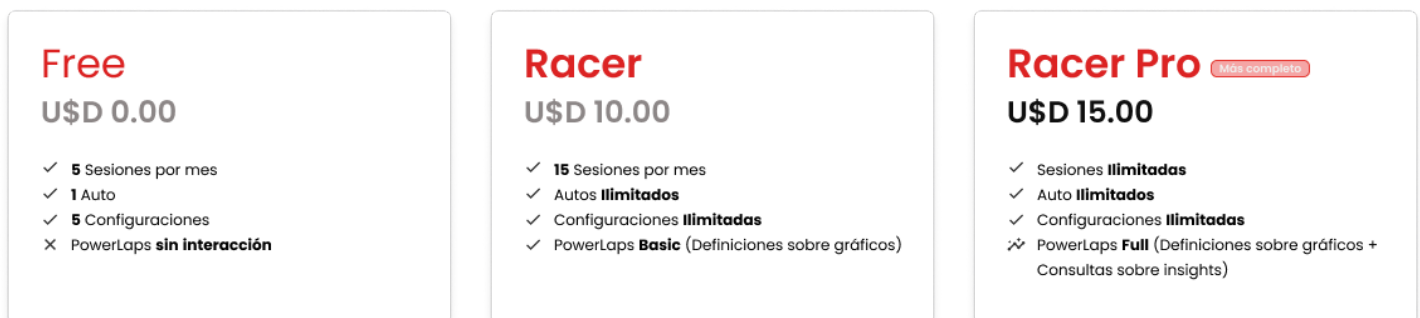 Free
U$D 0.00
5 Sesiones por mes
1 Auto
5 Configuraciones
PowerLaps sin interacción
Racer
U$D 10.00
15 Sesiones por mes
Autos Ilimitados
Configuraciones Ilimitadas
PowerLaps Basic (Definiciones sobre gráficos)
Racer Pro Más completo
U$D 15.00
Sesiones Ilimitadas
Auto Ilimitados
Configuraciones Ilimitadas
PowerLaps Full (Definiciones sobre gráficos +
Consultas sobre insights)